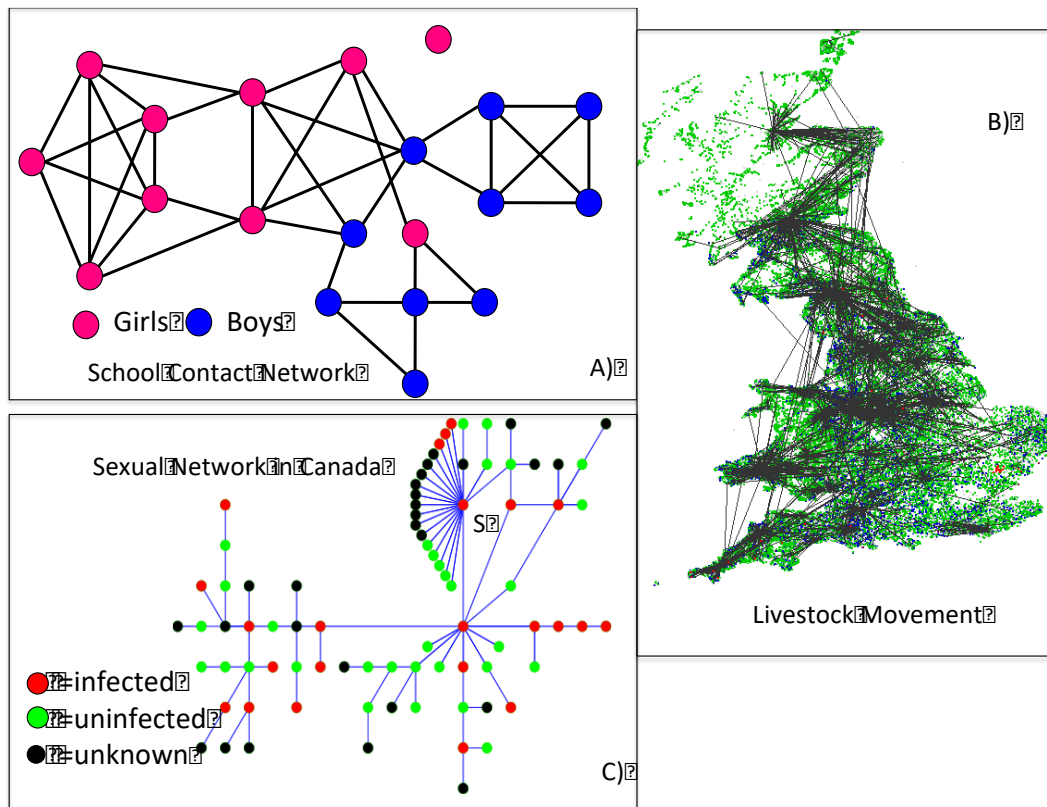 Girls Boys
School Contact Network
A)
B)
Livestock Movement
Sexual Network in Canada
S
=infected
=uninfected
=unknown
C)